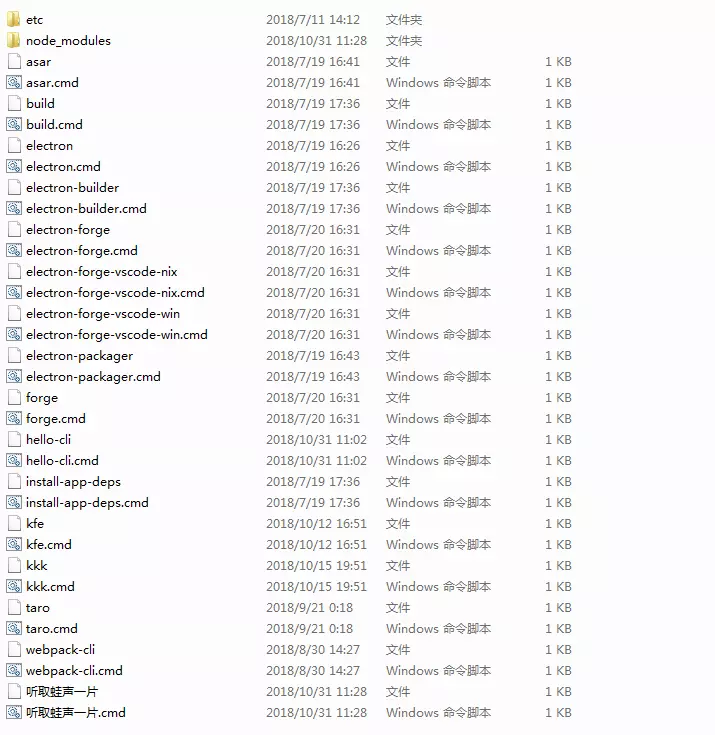 etc 2018/7/11 14:12 文件夹
node_modules 2018/10/31 11:28 文件夹
asar 2018/7/19 16:41 文件 1 KB
asar.cmd 2018/7/19 16:41 Windows 命令脚本 1 KB
build 2018/7/19 17:36 文件 1 KB
build.cmd 2018/7/19 17:36 Windows 命令脚本 1 KB
electron 2018/7/19 16:26 文件 1 KB
electron.cmd 2018/7/19 16:26 Windows 命令脚本 1 KB
electron-builder 2018/7/19 17:36 文件 1 KB
electron-builder.cmd 2018/7/19 17:36 Windows 命令脚本 1 KB
electron-forge 2018/7/20 16:31 文件 1 KB
electron-forge.cmd 2018/7/20 16:31 Windows 命令脚本 1 KB
electron-forge-vscode-nix 2018/7/20 16:31 文件 1 KB
electron-forge-vscode-nix.cmd 2018/7/20 16:31 Windows 命令脚本 1 KB
electron-forge-vscode-win 2018/7/20 16:31 文件 1 KB
electron-forge-vscode-win.cmd 2018/7/20 16:31 Windows 命令脚本 1 KB
electron-packager 2018/7/19 16:43 文件 1 KB
electron-packager.cmd 2018/7/19 16:43 Windows 命令脚本 1 KB
forge 2018/7/20 16:31 文件 1 KB
forge.cmd 2018/7/20 16:31 Windows 命令脚本 1 KB
hello-cli 2018/10/31 11:02 文件 1 KB
hello-cli.cmd 2018/10/31 11:02 Windows 命令脚本 1 KB
install-app-deps 2018/7/19 17:36 文件 1 KB
install-app-deps.cmd 2018/7/19 17:36 Windows 命令脚本 1 KB
kfe 2018/10/12 16:51 文件 1 KB
kfe.cmd 2018/10/12 16:51 Windows 命令脚本 1 KB
kkk 2018/10/15 19:51 文件 1 KB
kkk.cmd 2018/10/15 19:51 Windows 命令脚本 1 KB
taro 2018/9/21 0:18 文件 1 KB
taro.cmd 2018/9/21 0:18 Windows 命令脚本 1 KB
webpack-cli 2018/8/30 14:27 文件 1 KB
webpack-cli.cmd 2018/8/30 14:27 Windows 命令脚本 1 KB
听取蛙声一片 2018/10/31 11:28 文件 1 KB
听取蛙声一片.cmd 2018/10/31 11:28 Windows 命令脚本 1 KB